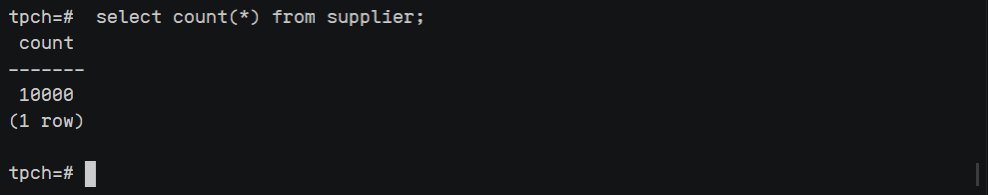 tpch=#  select count(*) from supplier;
 count
-------
 10000
(1 row)

tpch=#